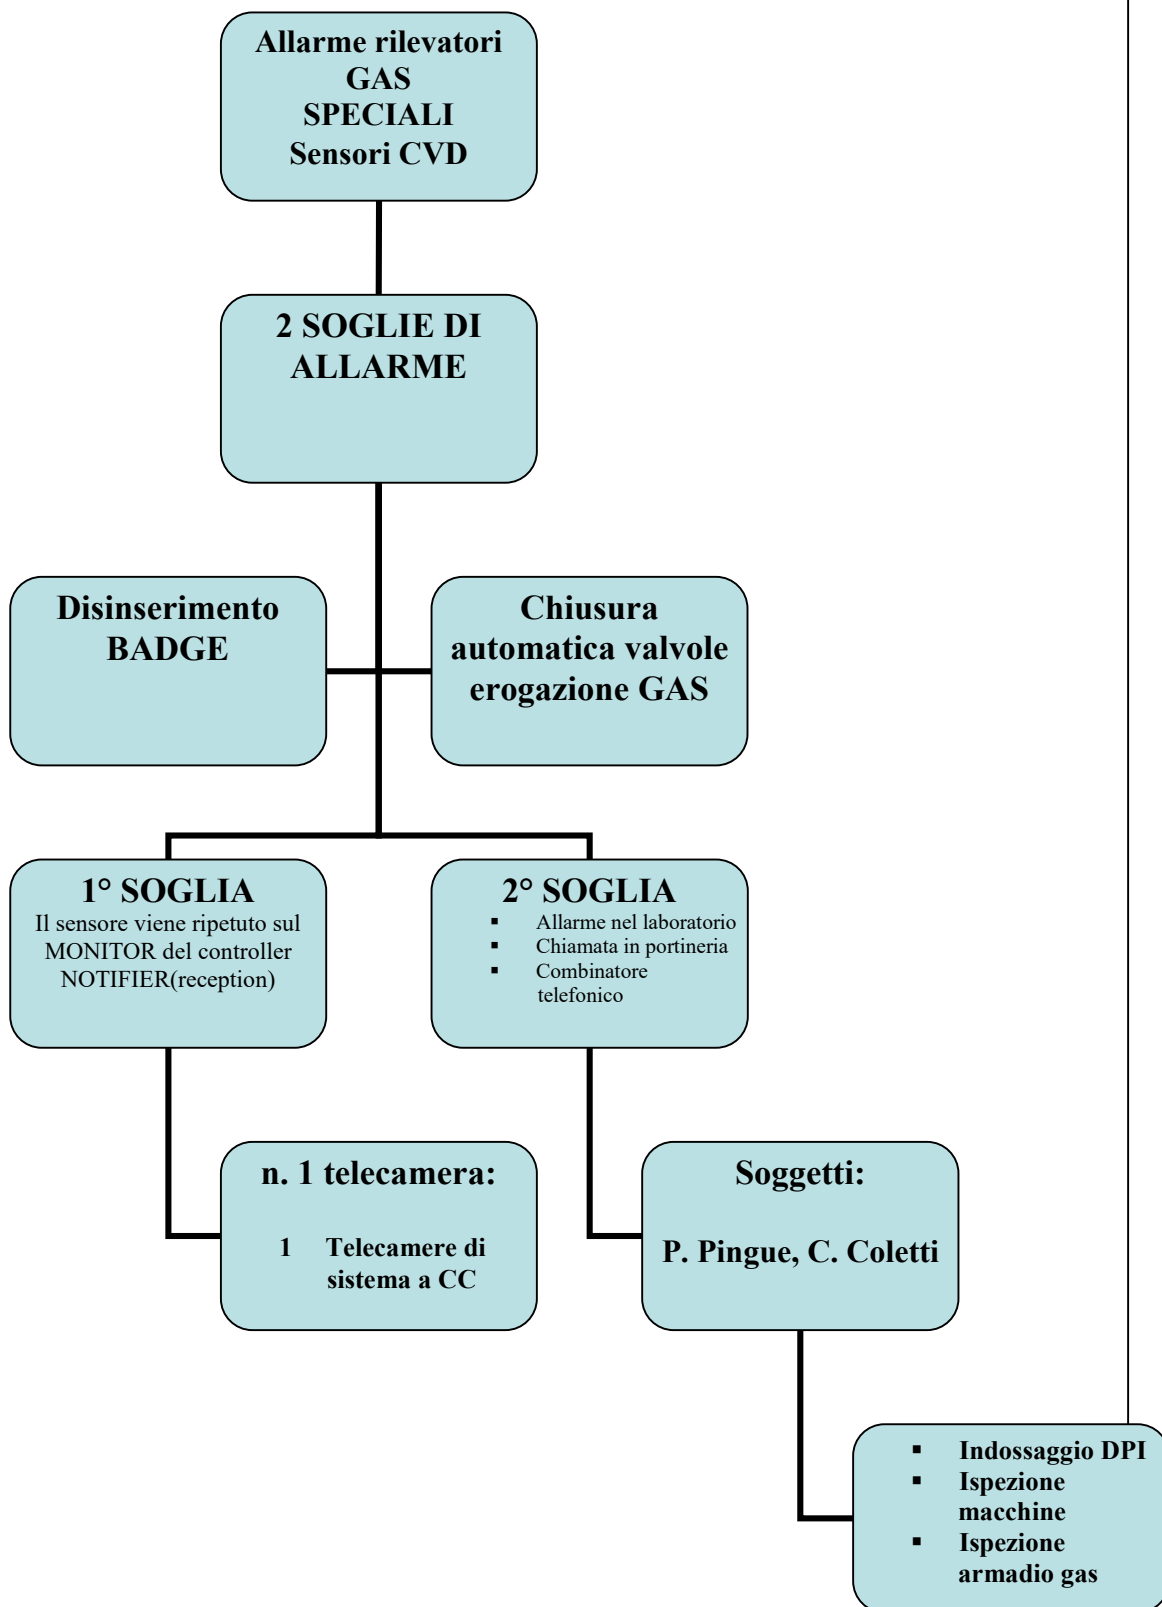 Allarme rilevatori
GAS
SPECIALI
Sensori CVD
2 SOGLIE DI
ALLARME
Disinserimento
BADGE
Chiusura
automatica valvole
erogazione GAS
1° SOGLIA
Il sensore viene ripetuto sul
MONITOR del controller
NOTIFIER(reception)
2° SOGLIA
▪ Allarme nel laboratorio
▪ Chiamata in portineria
▪ Combinatore
telefonico
n. 1 telecamera:
1 Telecamere di
sistema a CC
Soggetti:
P. Pingue, C. Coletti
▪ Indossaggio DPI
▪ Ispezione
macchine
▪ Ispezione
armadio gas